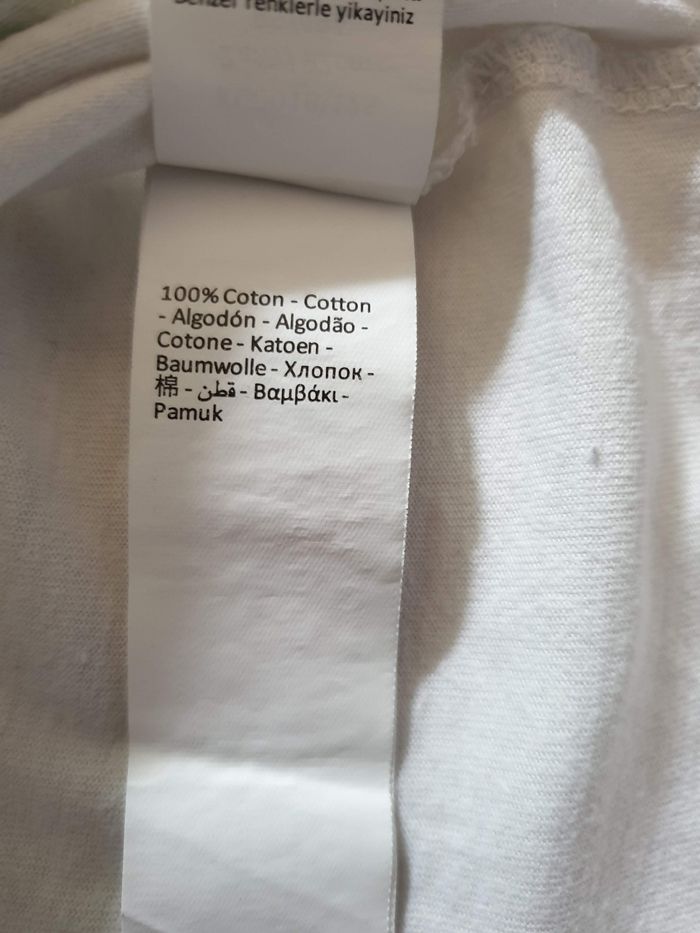 Benzer renklerle yikayiniz
100% Coton - Cotton
- Algodón - Algodão -
Cotone - Katoen -
Baumwolle - Хлопок -
棉 - قطن - Βαμβάκι -
Pamuk